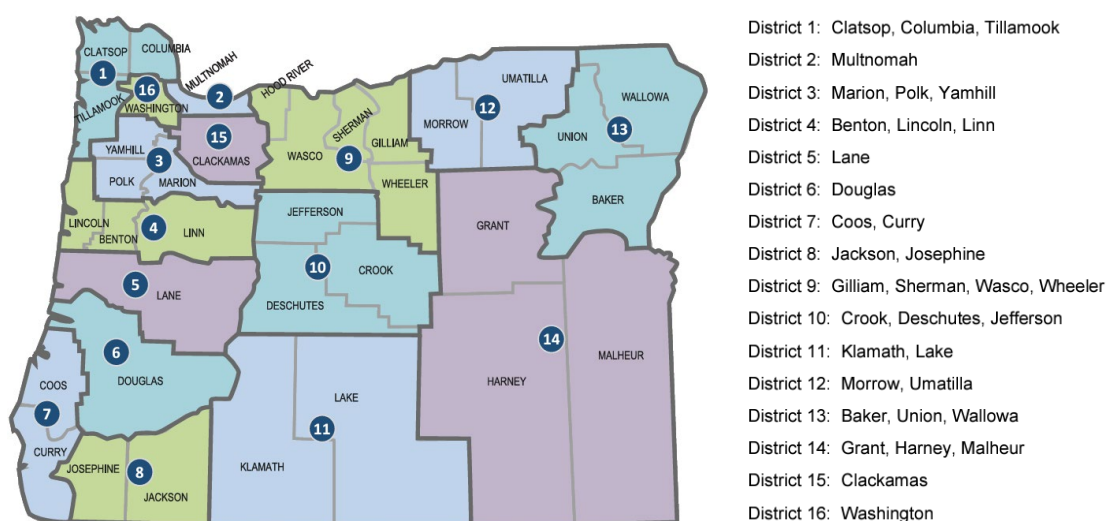 CLATSOP
COLUMBIA
1
TILLAMOOK
16
WASHINGTON
MULTNOMAH
2
HOOD RIVER
15
CLACKAMAS
YAMHILL
3
POLK
MARION
WASCO
SHERMAN
9
GILLIAM
WHEELER
MORROW
UMATILLA
12
WALLOWA
UNION
13
BAKER
LINCOLN
BENTON
4
LINN
JEFFERSON
10
CROOK
DESCHUTES
GRANT
5
LANE
6
DOUGLAS
COOS
7
CURRY
JOSEPHINE
8
JACKSON
KLAMATH
LAKE
11
14
HARNEY
MALHEUR
District 1: Clatsop, Columbia, Tillamook
District 2: Multnomah
District 3: Marion, Polk, Yamhill
District 4: Benton, Lincoln, Linn
District 5: Lane
District 6: Douglas
District 7: Coos, Curry
District 8: Jackson, Josephine
District 9: Gilliam, Sherman, Wasco, Wheeler
District 10: Crook, Deschutes, Jefferson
District 11: Klamath, Lake
District 12: Morrow, Umatilla
District 13: Baker, Union, Wallowa
District 14: Grant, Harney, Malheur
District 15: Clackamas
District 16: Washington